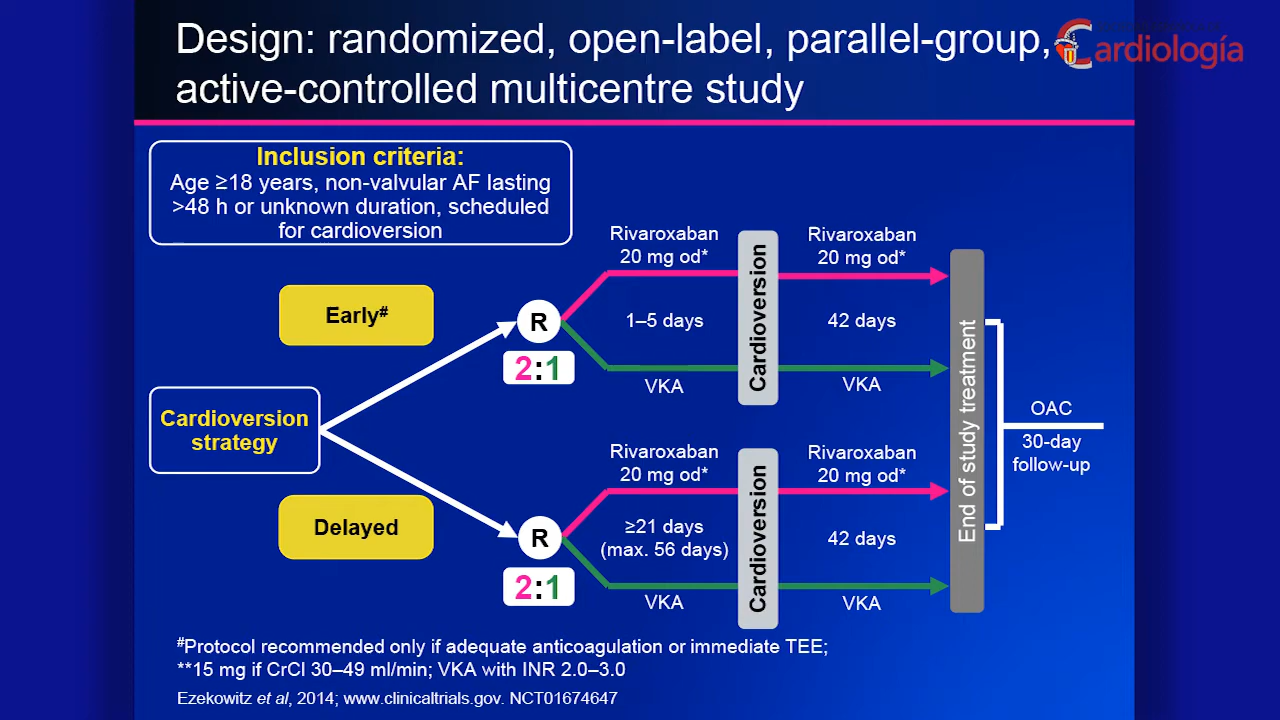 Design: randomized, open-label, parallel-group,
active-controlled multicentre study
Cardiología
Inclusion criteria:
Age ≥18 years, non-valvular AF lasting
>48 h or unknown duration, scheduled
for cardioversion
Early#
Cardioversion
strategy
Delayed
R
2:1
Rivaroxaban
20 mg od*
1–5 days
VKA
Cardioversion
Rivaroxaban
20 mg od*
42 days
VKA
R
2:1
Rivaroxaban
20 mg od*
≥21 days
(max. 56 days)
VKA
Cardioversion
Rivaroxaban
20 mg od*
42 days
VKA
End of study treatment
OAC
30-day
follow-up
#Protocol recommended only if adequate anticoagulation or immediate TEE;
**15 mg if CrCl 30–49 ml/min; VKA with INR 2.0–3.0
Ezekowitz et al, 2014; www.clinicaltrials.gov. NCT01674647